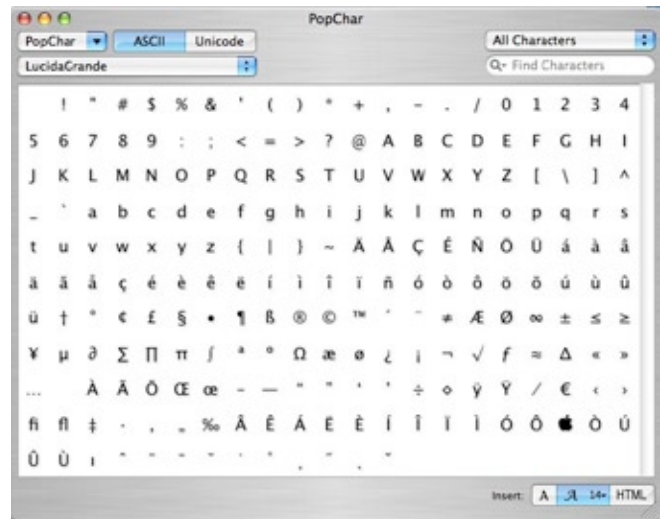 PopChar
PopChar ASCII Unicode All Characters
LucidaGrande Find Characters
! " # $ % & ' ( ) * + , - . / 0 1 2 3 4
5 6 7 8 9 : ; < = > ? @ A B C D E F G H I
J K L M N O P Q R S T U V W X Y Z [ \ ] ^
_ ` a b c d e f g h i j k l m n o p q r s
t u v w x y z { | } ~ Ä Å Ç É Ñ Ö Ü á à â
ä ã å ç é è ê ë í ì î ï ñ ó ò ô ö õ ú ù û
ü † ° ¢ £ § • ¶ ß ® © ™ ´ ¨ ≠ Æ Ø ∞ ± ≤ ≥
¥ µ ∂ Σ Π π ∫ ª º Ω æ ø ¿ ¡ ¬ √ ƒ ≈ Δ « »
… À Ã Õ Œ œ – — “ ” ‘ ’ ÷ ◊ ÿ Ÿ ⁄ € ‹ ›
fi fl ‡ · ‚ „ ‰ Â Ê Á Ë È Í Î Ï Ì Ó Ô  Ò Ú
Û Ù ı ˆ ˜ ¯ ˘ ˙ ˚ ¸ ˝ ˛ ˇ
Insert: A A 14• HTML